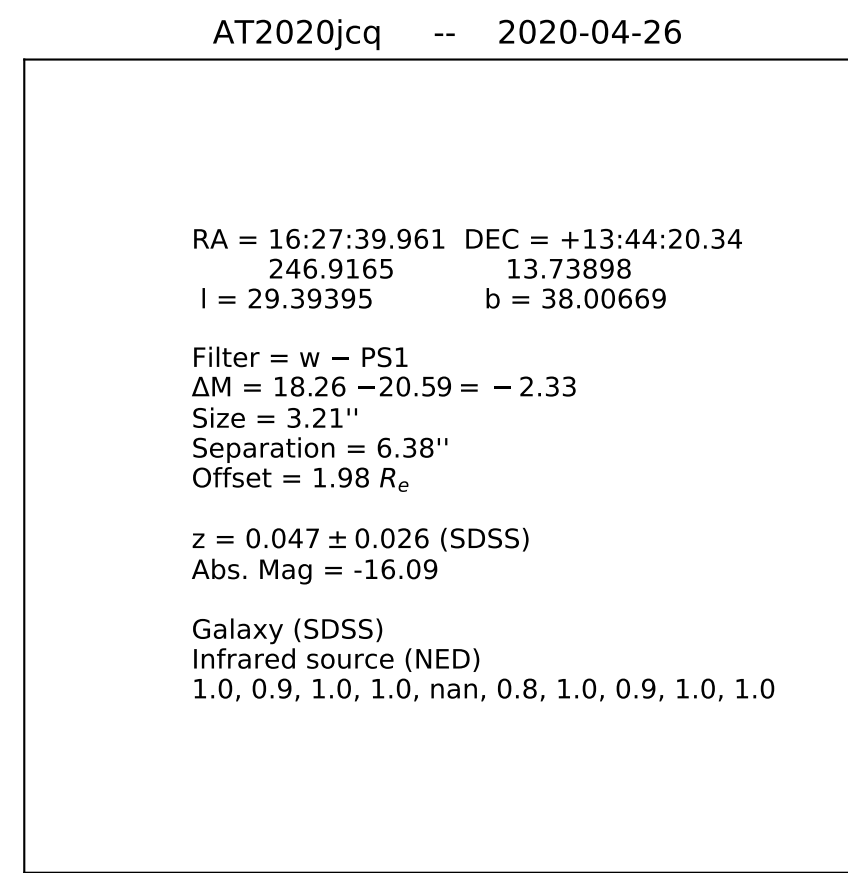 AT2020jcq -- 2020-04-26
RA = 16:27:39.961 DEC = +13:44:20.34
246.9165 13.73898
l = 29.39395 b = 38.00669
Filter = w − PS1
ΔM = 18.26 −20.59 = − 2.33
Size = 3.21''
Separation = 6.38''
Offset = 1.98 Rₑ
z = 0.047 ± 0.026 (SDSS)
Abs. Mag = -16.09
Galaxy (SDSS)
Infrared source (NED)
1.0, 0.9, 1.0, 1.0, nan, 0.8, 1.0, 0.9, 1.0, 1.0